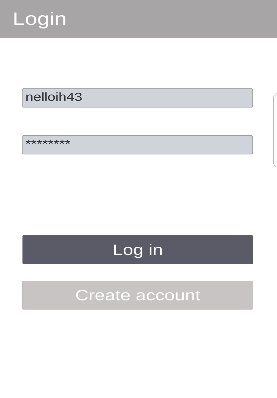 Login
nelloih43
********
Log in
Create account